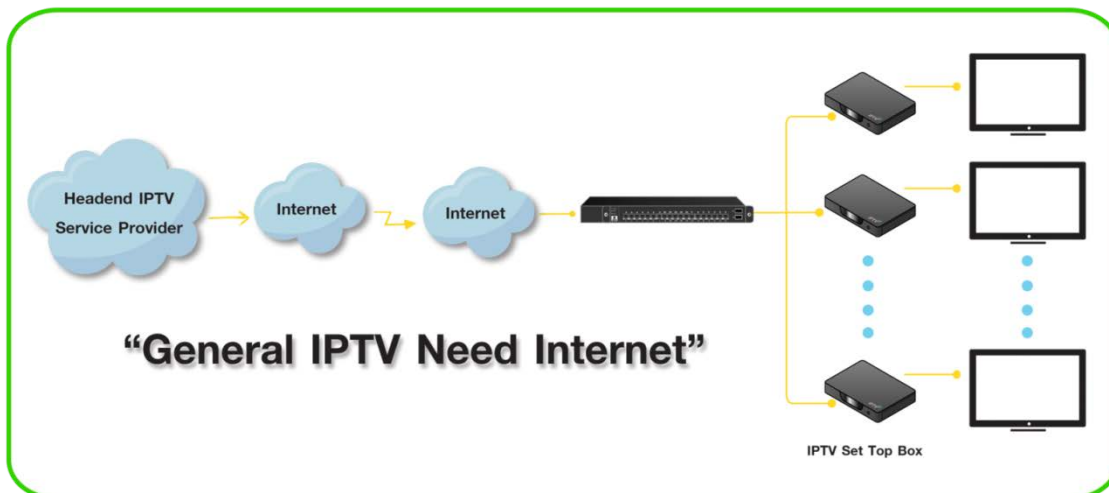 Headend IPTV
Service Provider
Internet
Internet
“General IPTV Need Internet”
IPTV Set Top Box